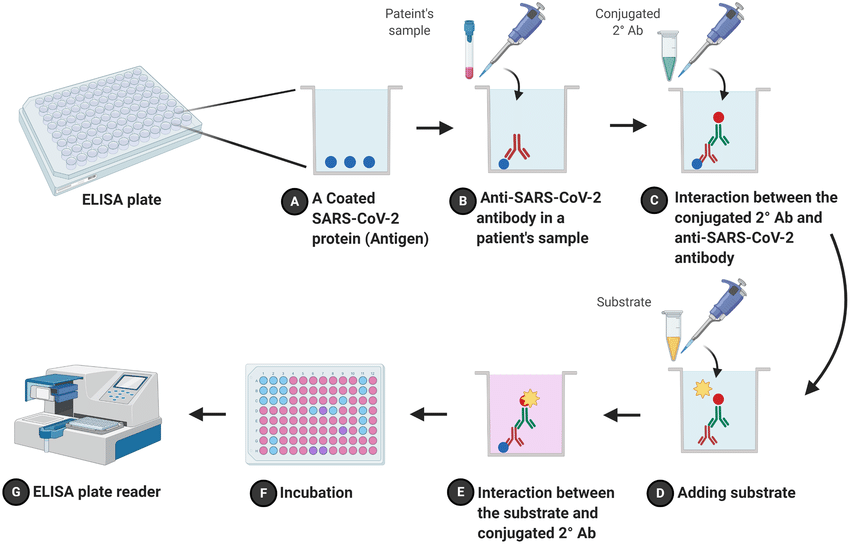 Pateint's
sample
Conjugated
2° Ab
ELISA plate
A
A Coated
SARS-CoV-2
protein (Antigen)
B
Anti-SARS-CoV-2
antibody in a
patient's sample
C
Interaction between the
conjugated 2° Ab and
anti-SARS-CoV-2
antibody
Substrate
D
Adding substrate
E
Interaction between
the substrate and
conjugated 2° Ab
F
Incubation
G
ELISA plate reader